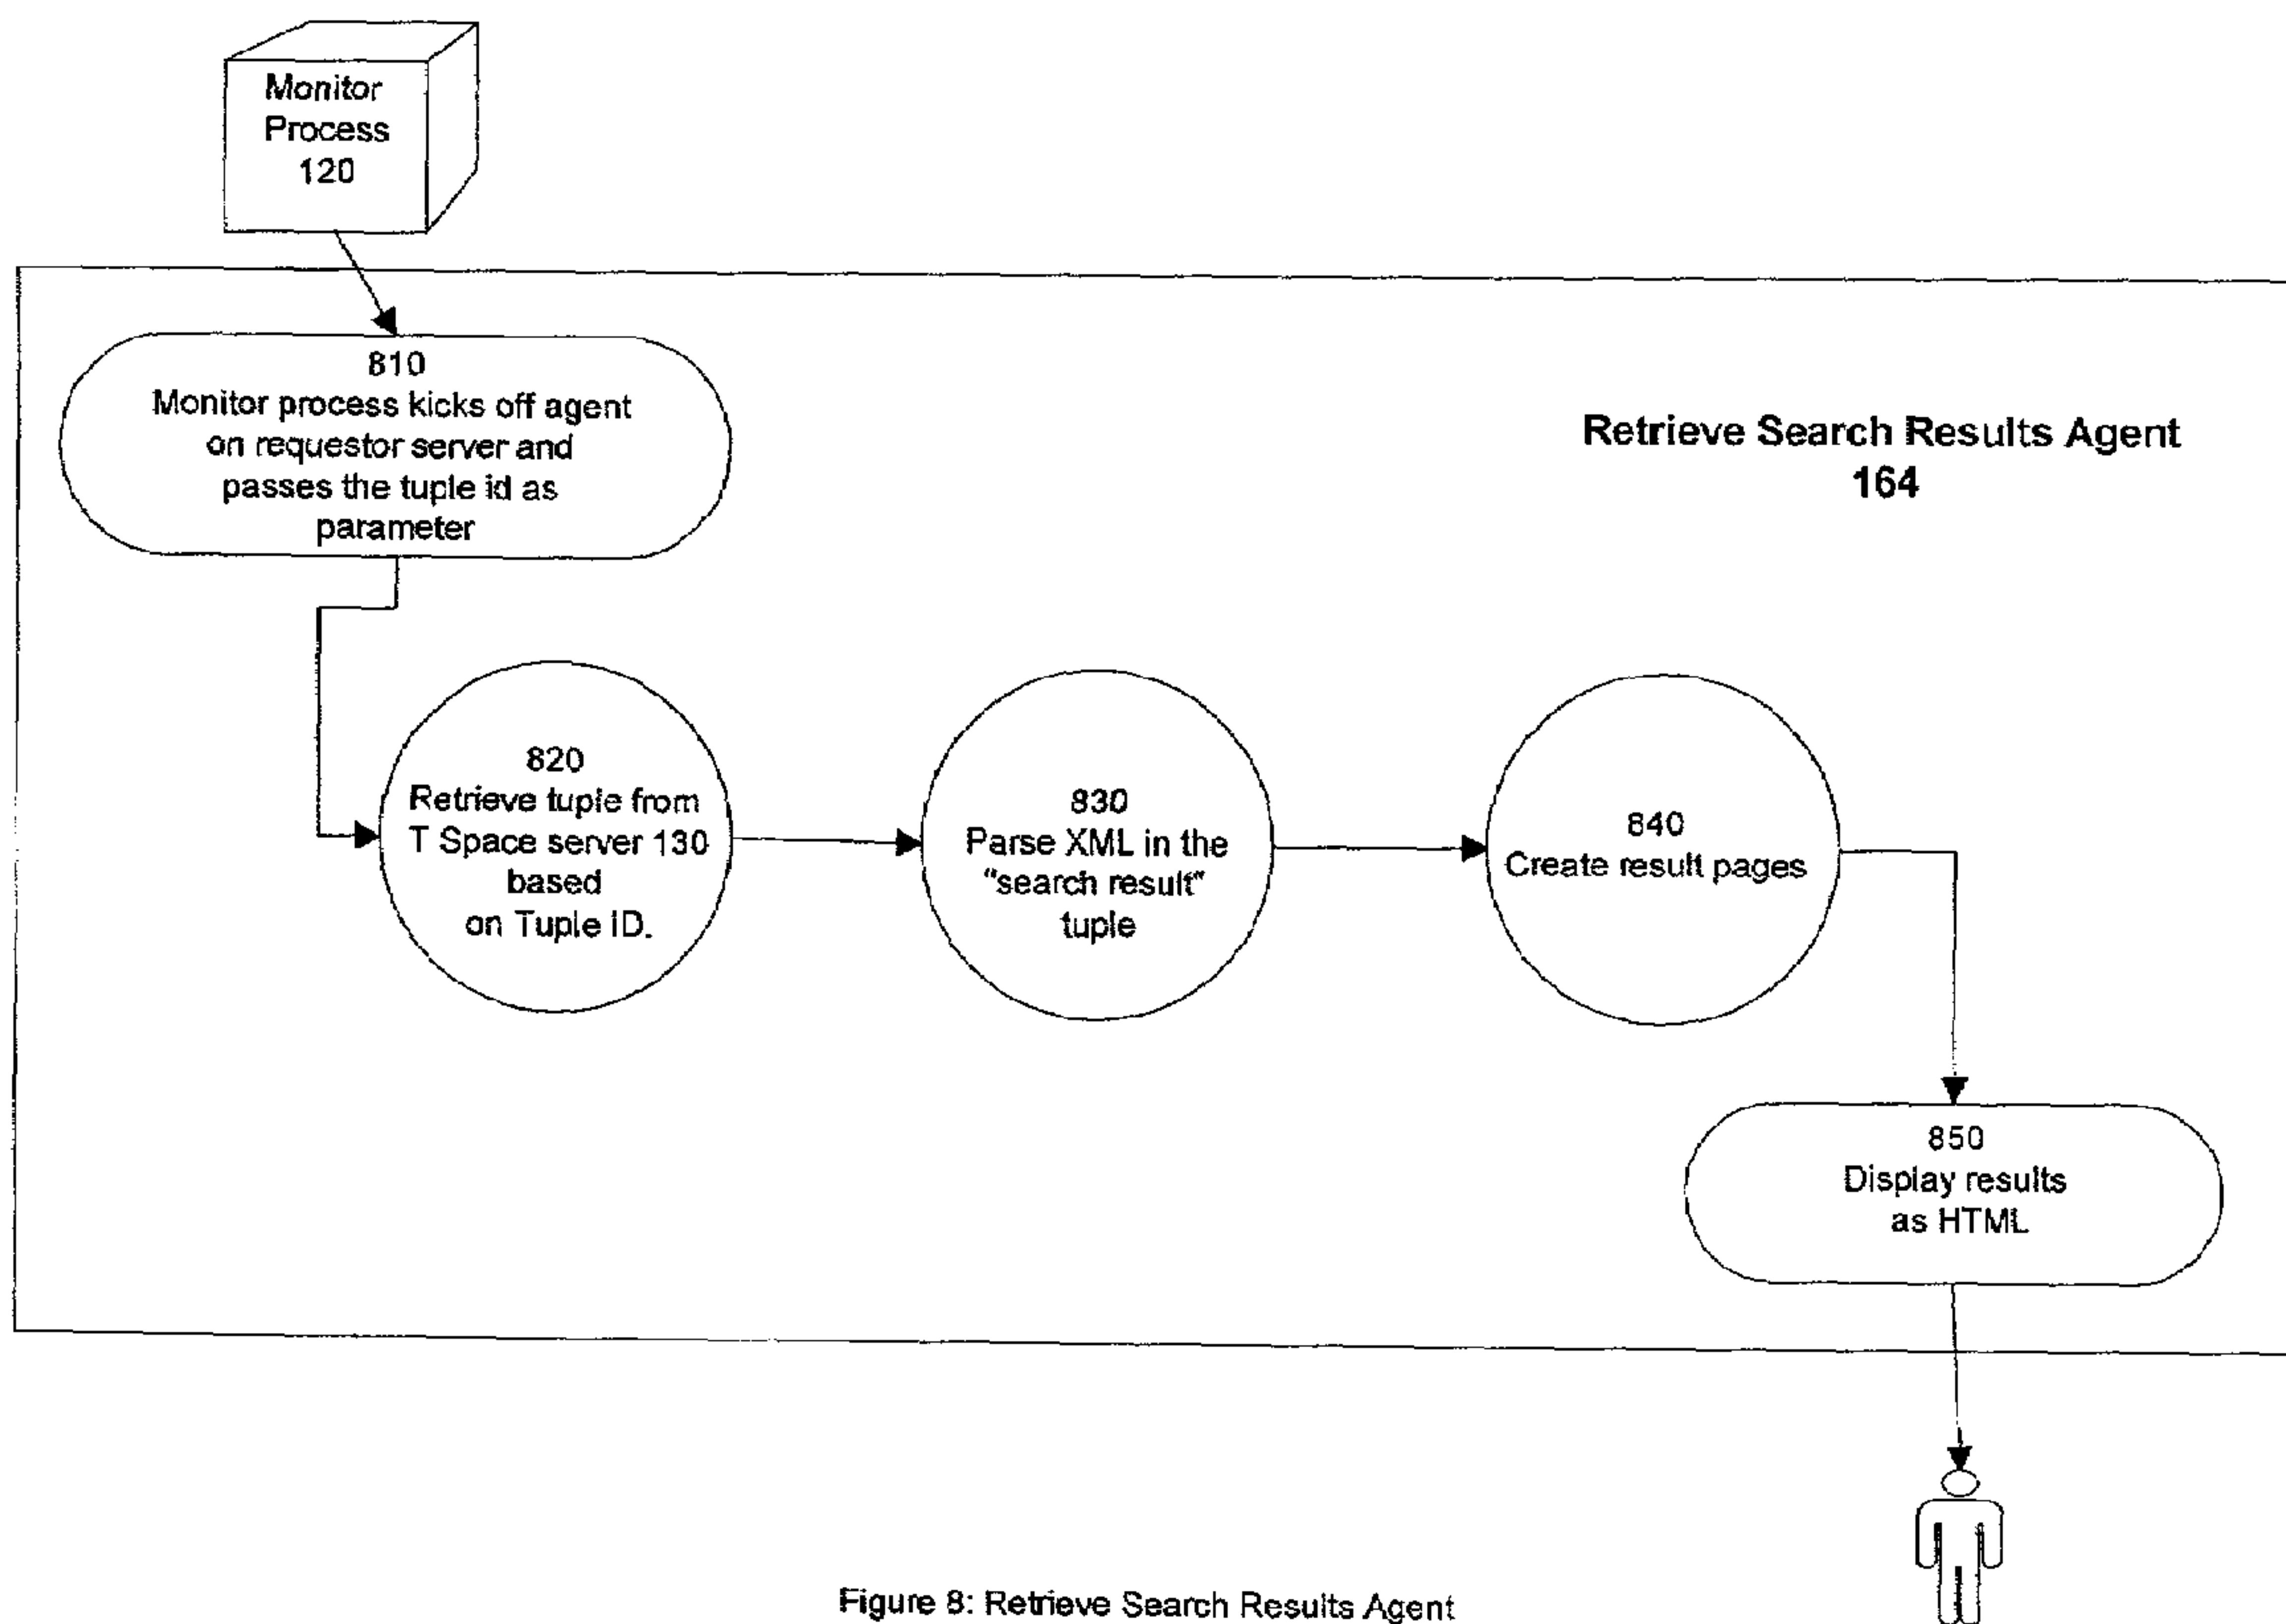 Monitor
Process
120
810
Monitor process kicks off agent
on requestor server and
passes the tuple id as
parameter
Retrieve Search Results Agent
164
820
Retrieve tuple from
T Space server 130
based
on Tuple ID.
830
Parse XML in the
"search result"
tuple
840
Create result pages
850
Display results
as HTML
Figure 8: Retrieve Search Results Agent